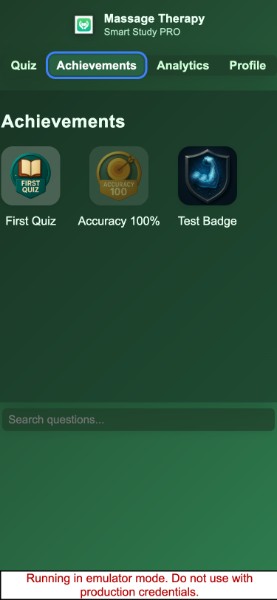 Massage Therapy
Smart Study PRO
Quiz Achievements Analytics Profile
Achievements
FIRST
QUIZ
ACCURACY
100
First Quiz Accuracy 100% Test Badge
Search questions...
Running in emulator mode. Do not use with
production credentials.